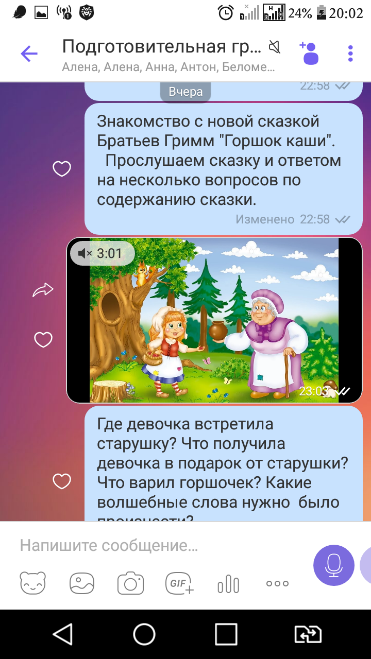 24% 20:02
Подготовительная гр...
Алена, Алена, Анна, Антон, Беломе...
22:58
Вчера
Знакомство с новой сказкой
Братьев Гримм "Горшок каши".
Прослушаем сказку и ответом
на несколько вопросов по
содержанию сказки.
Изменено 22:58
3:01
23:03
Где девочка встретила
старушку? Что получила
девочка в подарок от старушки?
Что варил горшочек? Какие
волшебные слова нужно было
произнести?
Напишите сообщение...
GIF+